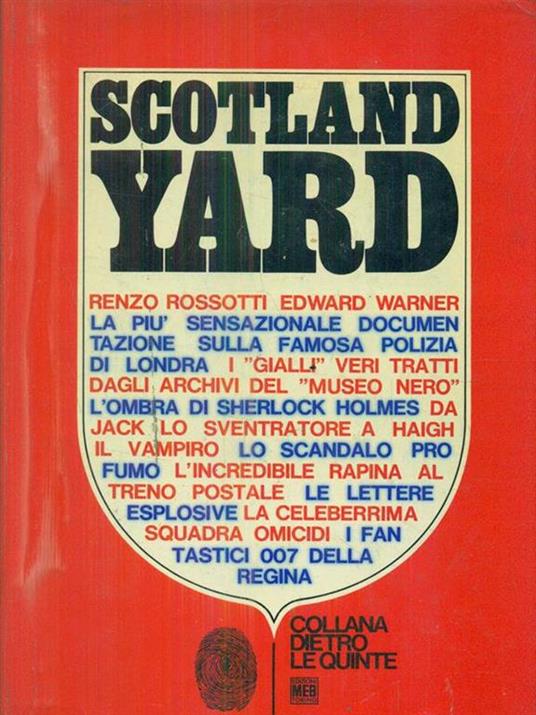 SCOTLAND
YARD
RENZO ROSSOTTI EDWARD WARNER
LA PIU' SENSAZIONALE DOCUMEN
TAZIONE SULLA FAMOSA POLIZIA
DI LONDRA I "GIALLI" VERI TRATTI
DAGLI ARCHIVI DEL "MUSEO NERO"
L'OMBRA DI SHERLOCK HOLMES DA
JACK LO SVENTRATORE A HAIGH
IL VAMPIRO LO SCANDALO PRO
FUMO L'INCREDIBILE RAPINA AL
TRENO POSTALE LE LETTERE
ESPLOSIVE LA CELEBERRIMA
SQUADRA OMICIDI I FAN
TASTICI 007 DELLA
REGINA
COLLANA
DIETRO
LE QUINTE
EDIZIONI
MEB
TORINO